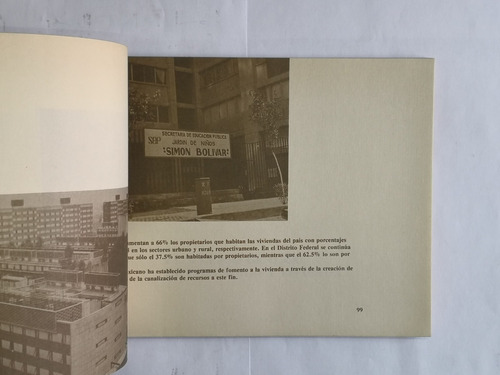 SECRETARIA DE EDUCACION PUBLICA
SEP JARDIN DE NIÑOS
"SIMON BOLIVAR"
mentan a 66% los propietarios que habitan las viviendas del país con porcentajes
en los sectores urbano y rural, respectivamente. En el Distrito Federal se continúa
sólo el 37.5% son habitadas por propietarios, mientras que el 62.5% lo son por
xicano ha establecido programas de fomento a la vivienda a través de la creación de
de la canalización de recursos a este fin.
99